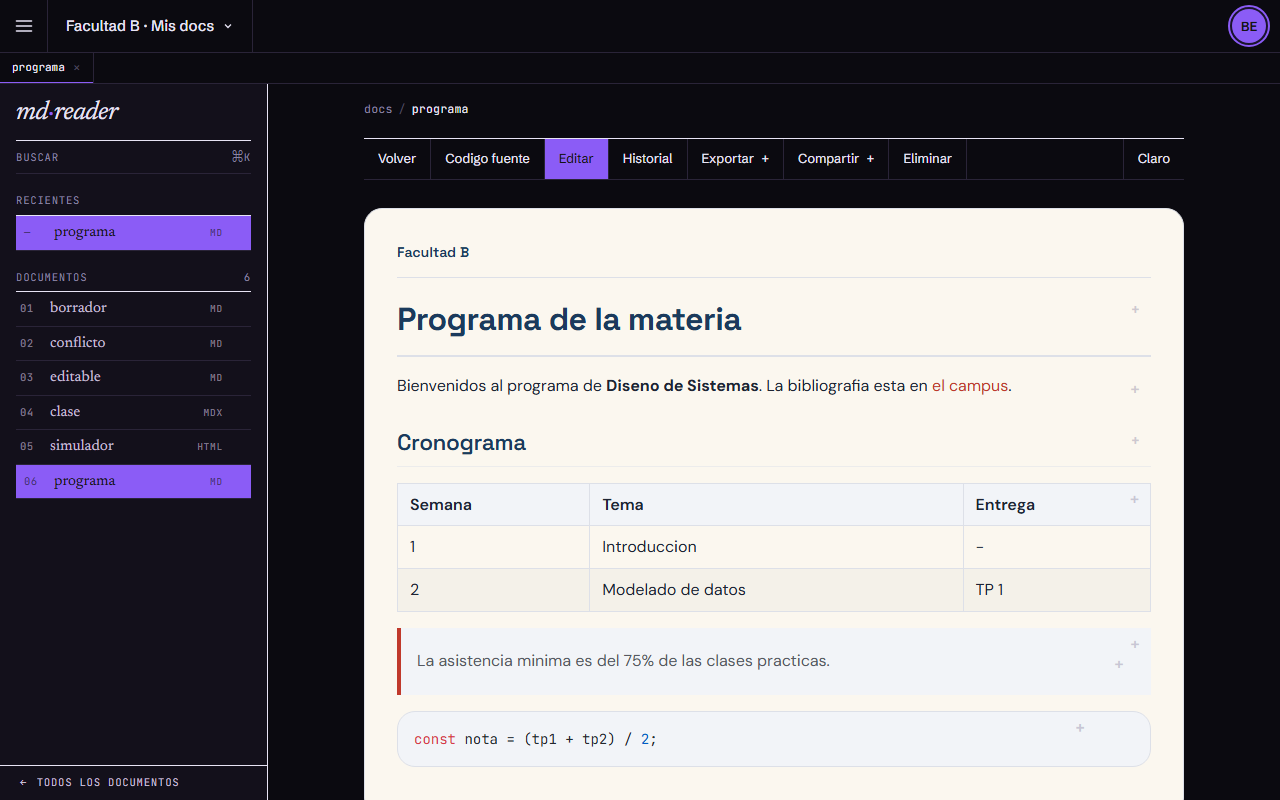 Facultad B · Mis docs
BE
programa ×
md·reader
BUSCAR ⌘K
RECIENTES
— programa MD
DOCUMENTOS 6
01 borrador MD
02 conflicto MD
03 editable MD
04 clase MDX
05 simulador HTML
06 programa MD
← TODOS LOS DOCUMENTOS
docs / programa
Volver Codigo fuente Editar Historial Exportar + Compartir + Eliminar Claro
Facultad B
Programa de la materia +
Bienvenidos al programa de Diseno de Sistemas. La bibliografia esta en el campus. +
Cronograma +
Semana Tema Entrega +
1 Introduccion -
2 Modelado de datos TP 1
La asistencia minima es del 75% de las clases practicas. + +
const nota = (tp1 + tp2) / 2; +